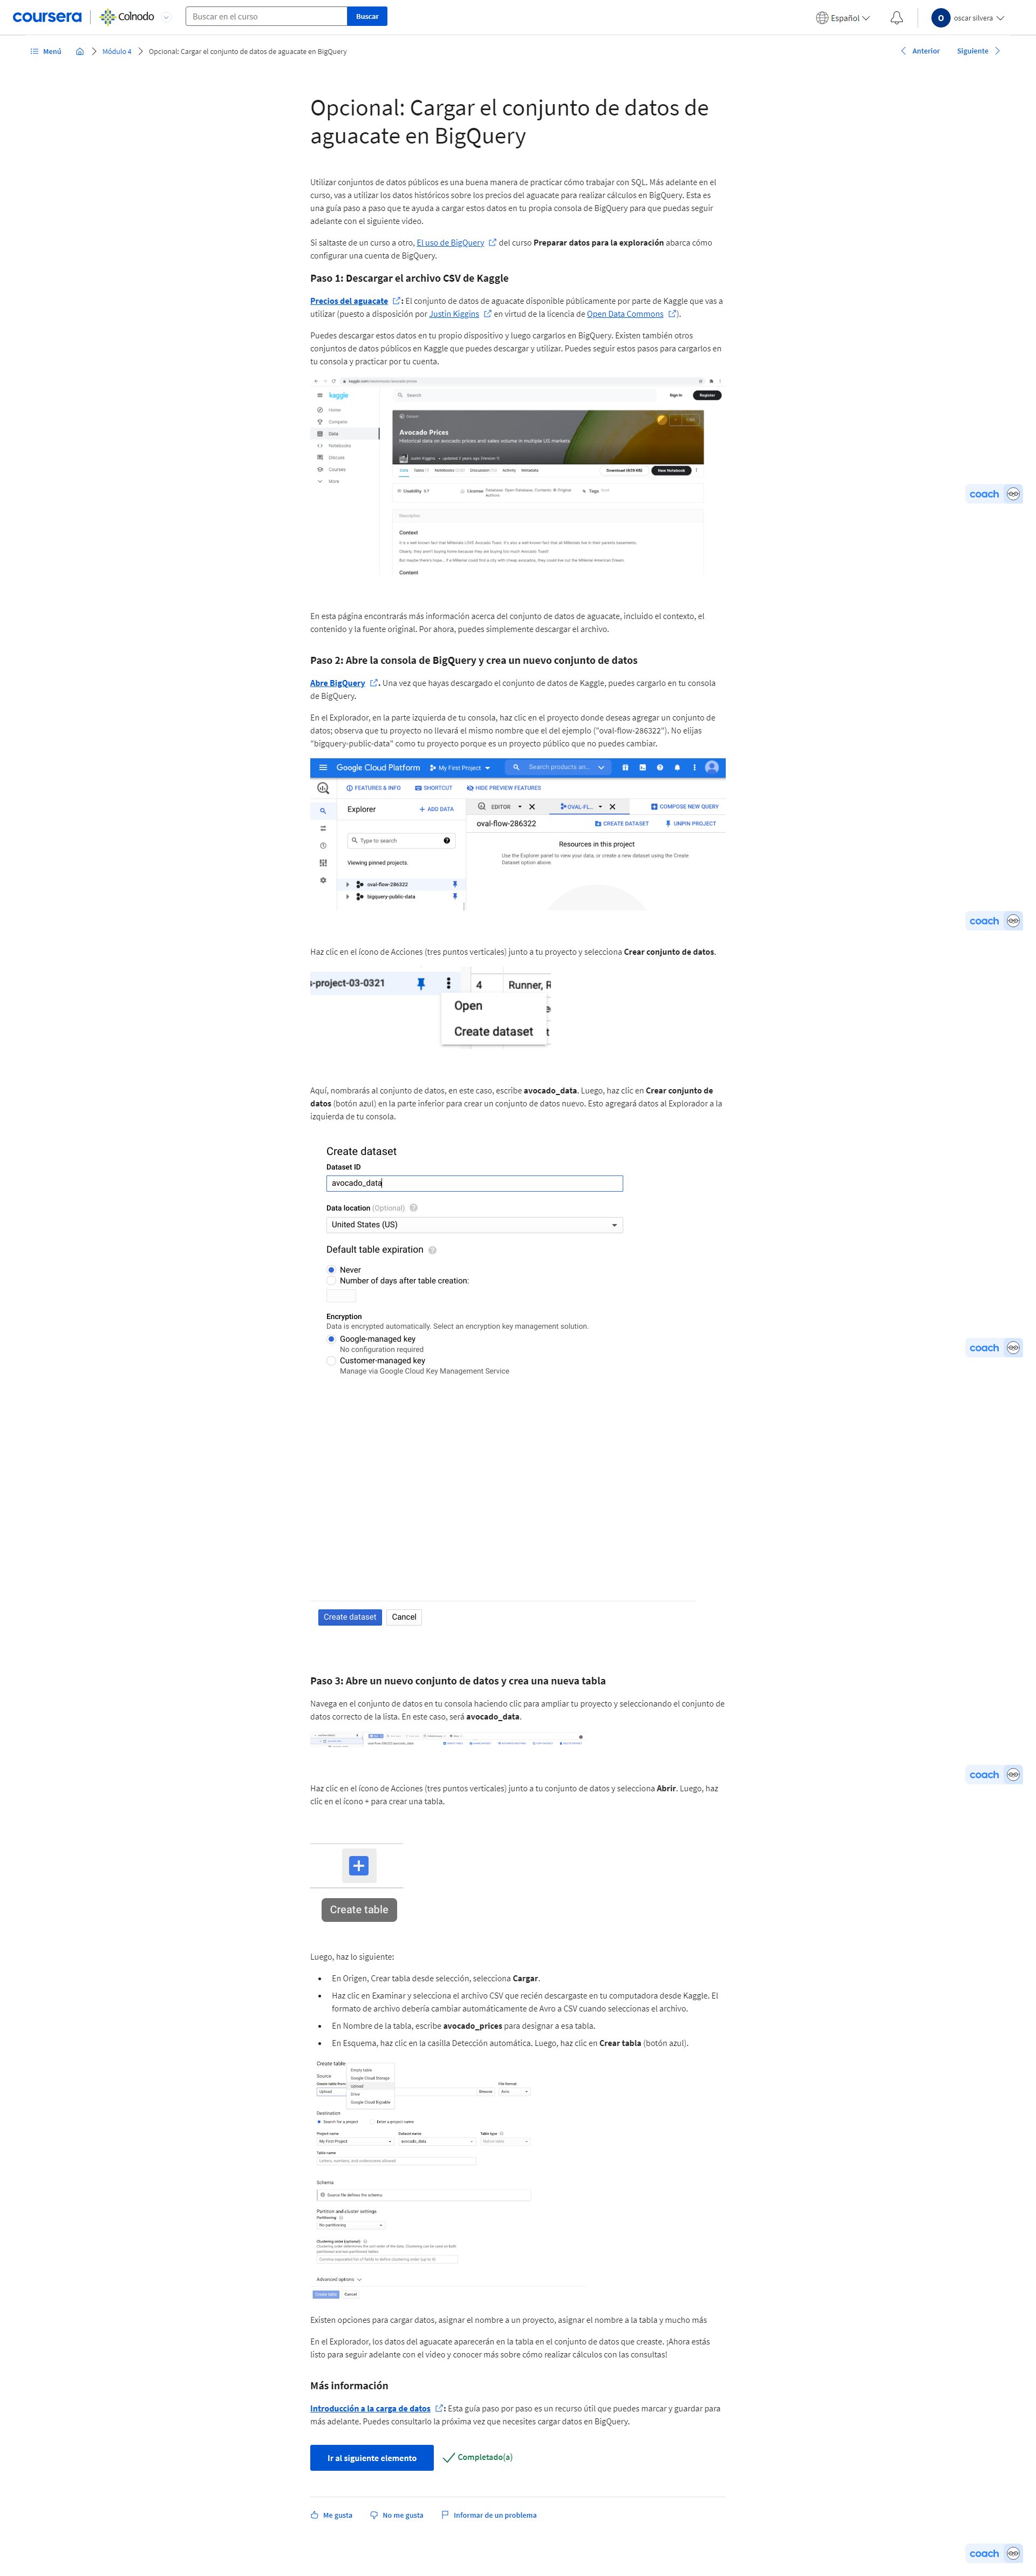 coursera
Colnodo
Buscar en el curso
Buscar
Español
O
oscar silvera
Menú
Módulo 4
Opcional: Cargar el conjunto de datos de aguacate en BigQuery
Anterior
Siguiente
Opcional: Cargar el conjunto de datos de
aguacate en BigQuery
Utilizar conjuntos de datos públicos es una buena manera de practicar cómo trabajar con SQL. Más adelante en el
curso, vas a utilizar los datos históricos sobre los precios del aguacate para realizar cálculos en BigQuery. Esta es
una guía paso a paso que te ayuda a cargar estos datos en tu propia consola de BigQuery para que puedas seguir
adelante con el siguiente video.
Si saltaste de un curso a otro, El uso de BigQuery del curso Preparar datos para la exploración abarca cómo
configurar una cuenta de BigQuery.
Paso 1: Descargar el archivo CSV de Kaggle
Precios del aguacate : El conjunto de datos de aguacate disponible públicamente por parte de Kaggle que vas a
utilizar (puesto a disposición por Justin Kiggins en virtud de la licencia de Open Data Commons ).
Puedes descargar estos datos en tu propio dispositivo y luego cargarlos en BigQuery. Existen también otros
conjuntos de datos públicos en Kaggle que puedes descargar y utilizar. Puedes seguir estos pasos para cargarlos en
tu consola y practicar por tu cuenta.
kaggle
Search
Sign In
Register
Home
Compete
Data
Notebooks
Discuss
Courses
More
Dataset
Avocado Prices
Historical data on avocado prices and sales volume in multiple US markets
Justin Kiggins • updated 2 years ago (Version 1)
Data
Activity
Metadata
New Notebook
Usability
License
Tags
Description
Context
It is a well known fact that Millenials LOVE Avocado Toast. It's also a well known fact that all Millenials live in their parents basements.
Clearly, they aren't buying home because they are buying too much Avocado Toast!
But maybe there's hope... if a Millenial could find a city with cheap avocados, they could live out the Millenial American Dream.
Content
coach
En esta página encontrarás más información acerca del conjunto de datos de aguacate, incluido el contexto, el
contenido y la fuente original. Por ahora, puedes simplemente descargar el archivo.
Paso 2: Abre la consola de BigQuery y crea un nuevo conjunto de datos
Abre BigQuery . Una vez que hayas descargado el conjunto de datos de Kaggle, puedes cargarlo en tu consola
de BigQuery.
En el Explorador, en la parte izquierda de tu consola, haz clic en el proyecto donde deseas agregar un conjunto de
datos; observa que tu proyecto no llevará el mismo nombre que el del ejemplo ("oval-flow-286322"). No elijas
"bigquery-public-data" como tu proyecto porque es un proyecto público que no puedes cambiar.
Google Cloud Platform
My First Project
Search products an...
FEATURES & INFO
SHORTCUT
HIDE PREVIEW FEATURES
Explorer
+ ADD DATA
EDITOR
OVAL-FL...
COMPOSE NEW QUERY
oval-flow-286322
CREATE DATASET
UNPIN PROJECT
Type to search
Resources in this project
Use the Explorer panel to view your data, or create a new dataset using the Create
Dataset option above.
Viewing pinned projects.
oval-flow-286322
bigquery-public-data
coach
Haz clic en el ícono de Acciones (tres puntos verticales) junto a tu proyecto y selecciona Crear conjunto de datos.
s-project-03-0321
4
Runner, R
Open
Create dataset
Aquí, nombrarás al conjunto de datos, en este caso, escribe avocado_data. Luego, haz clic en Crear conjunto de
datos (botón azul) en la parte inferior para crear un conjunto de datos nuevo. Esto agregará datos al Explorador a la
izquierda de tu consola.
Create dataset
Dataset ID
avocado_data
Data location (Optional)
United States (US)
Default table expiration
Never
Number of days after table creation:
Encryption
Data is encrypted automatically. Select an encryption key management solution.
Google-managed key
No configuration required
Customer-managed key
Manage via Google Cloud Key Management Service
coach
Create dataset
Cancel
Paso 3: Abre un nuevo conjunto de datos y crea una nueva tabla
Navega en el conjunto de datos en tu consola haciendo clic para ampliar tu proyecto y seleccionando el conjunto de
datos correcto de la lista. En este caso, será avocado_data.
coach
Haz clic en el ícono de Acciones (tres puntos verticales) junto a tu conjunto de datos y selecciona Abrir. Luego, haz
clic en el ícono + para crear una tabla.
Create table
Luego, haz lo siguiente:
• En Origen, Crear tabla desde selección, selecciona Cargar.
• Haz clic en Examinar y selecciona el archivo CSV que recién descargaste en tu computadora desde Kaggle. El
formato de archivo debería cambiar automáticamente de Avro a CSV cuando seleccionas el archivo.
• En Nombre de la tabla, escribe avocado_prices para designar a esa tabla.
• En Esquema, haz clic en la casilla Detección automática. Luego, haz clic en Crear tabla (botón azul).
Create table
Source
Create table from:
Upload
Empty table
Google Cloud Storage
Upload
Drive
Google Cloud Bigtable
Browse
File format:
Avro
Destination
Search for a project
Enter a project name
Project name
Dataset name
Table type
My First Project
avocado_data
Native table
Table name
Letters, numbers, and underscores allowed
Schema
Source file defines the schema.
Partition and cluster settings
Partitioning:
No partitioning
Clustering order (optional):
Clustering order determines the sort order of the data. Clustering can be used on both
partitioned and non-partitioned tables.
Comma-separated list of fields to define clustering order (up to 4)
Advanced options
Create table
Cancel
Existen opciones para cargar datos, asignar el nombre a un proyecto, asignar el nombre a la tabla y mucho más
En el Explorador, los datos del aguacate aparecerán en la tabla en el conjunto de datos que creaste. ¡Ahora estás
listo para seguir adelante con el video y conocer más sobre cómo realizar cálculos con las consultas!
Más información
Introducción a la carga de datos : Esta guía paso por paso es un recurso útil que puedes marcar y guardar para
más adelante. Puedes consultarlo la próxima vez que necesites cargar datos en BigQuery.
Ir al siguiente elemento
Completado(a)
Me gusta
No me gusta
Informar de un problema
coach